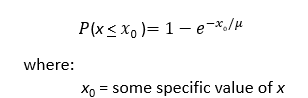 P(x ≤ x₀ )= 1 − e^−x₀/μ
where:
x₀ = some specific value of x